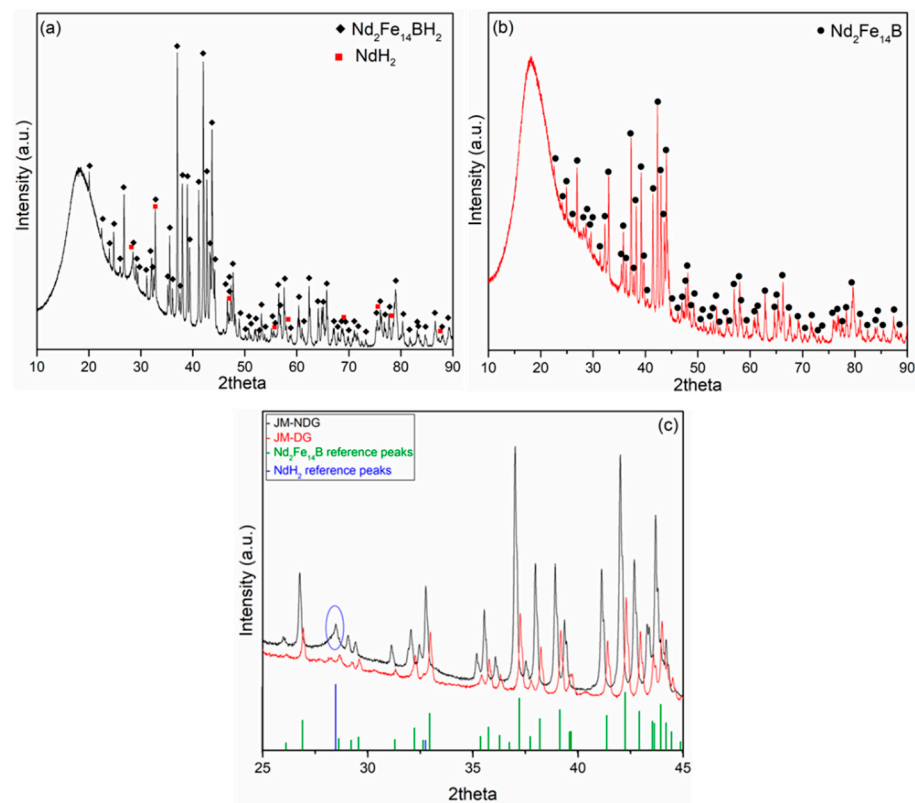 (a)
Nd₂Fe₁₄BH₂
NdH₂
Intensity (a.u.)
10 20 30 40 50 60 70 80 90
2theta
(b)
Nd₂Fe₁₄B
Intensity (a.u.)
10 20 30 40 50 60 70 80 90
2theta
(c)
JM-NDG
JM-DG
Nd₂Fe₁₄B reference peaks
NdH₂ reference peaks
Intensity (a.u.)
25 30 35 40 45
2theta